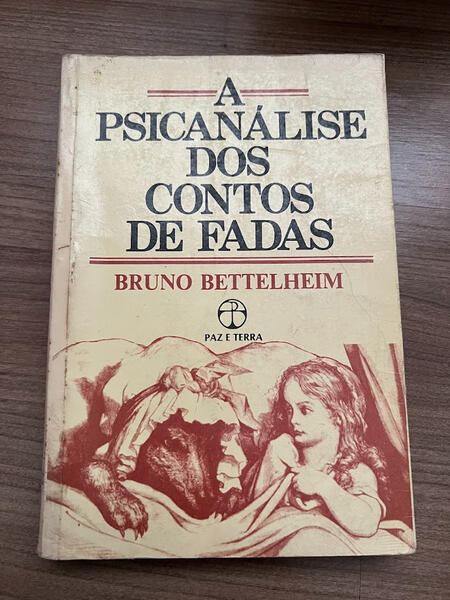 A
PSICANÁLISE
DOS
CONTOS
DE FADAS
BRUNO BETTELHEIM
PAZ E TERRA